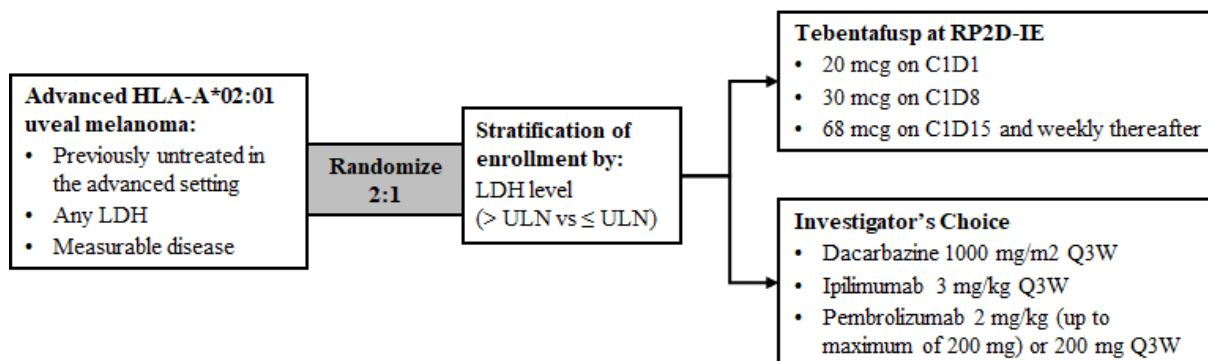 Advanced HLA-A*02:01
uveal melanoma:
• Previously untreated in
the advanced setting
• Any LDH
• Measurable disease
Randomize
2:1
Stratification of
enrollment by:
LDH level
(> ULN vs ≤ ULN)
Tebentafusp at RP2D-IE
• 20 mcg on C1D1
• 30 mcg on C1D8
• 68 mcg on C1D15 and weekly thereafter
Investigator’s Choice
• Dacarbazine 1000 mg/m2 Q3W
• Ipilimumab 3 mg/kg Q3W
• Pembrolizumab 2 mg/kg (up to
maximum of 200 mg) or 200 mg Q3W